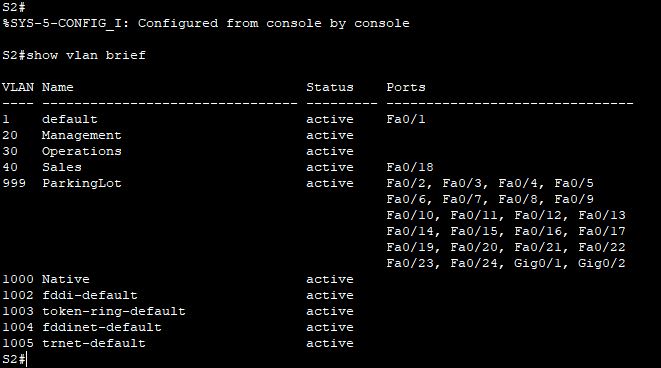 S2#
%SYS-5-CONFIG_I: Configured from console by console
S2#show vlan brief
VLAN Name                             Status    Ports
---- -------------------------------- --------- -------------------------------
1    default                          active    Fa0/1
20   Management                       active
30   Operations                       active
40   Sales                            active    Fa0/18
999  ParkingLot                       active    Fa0/2, Fa0/3, Fa0/4, Fa0/5
                                                Fa0/6, Fa0/7, Fa0/8, Fa0/9
                                                Fa0/10, Fa0/11, Fa0/12, Fa0/13
                                                Fa0/14, Fa0/15, Fa0/16, Fa0/17
                                                Fa0/19, Fa0/20, Fa0/21, Fa0/22
                                                Fa0/23, Fa0/24, Gig0/1, Gig0/2
1000 Native                           active
1002 fddi-default                     active
1003 token-ring-default               active
1004 fddinet-default                  active
1005 trnet-default                    active
S2#